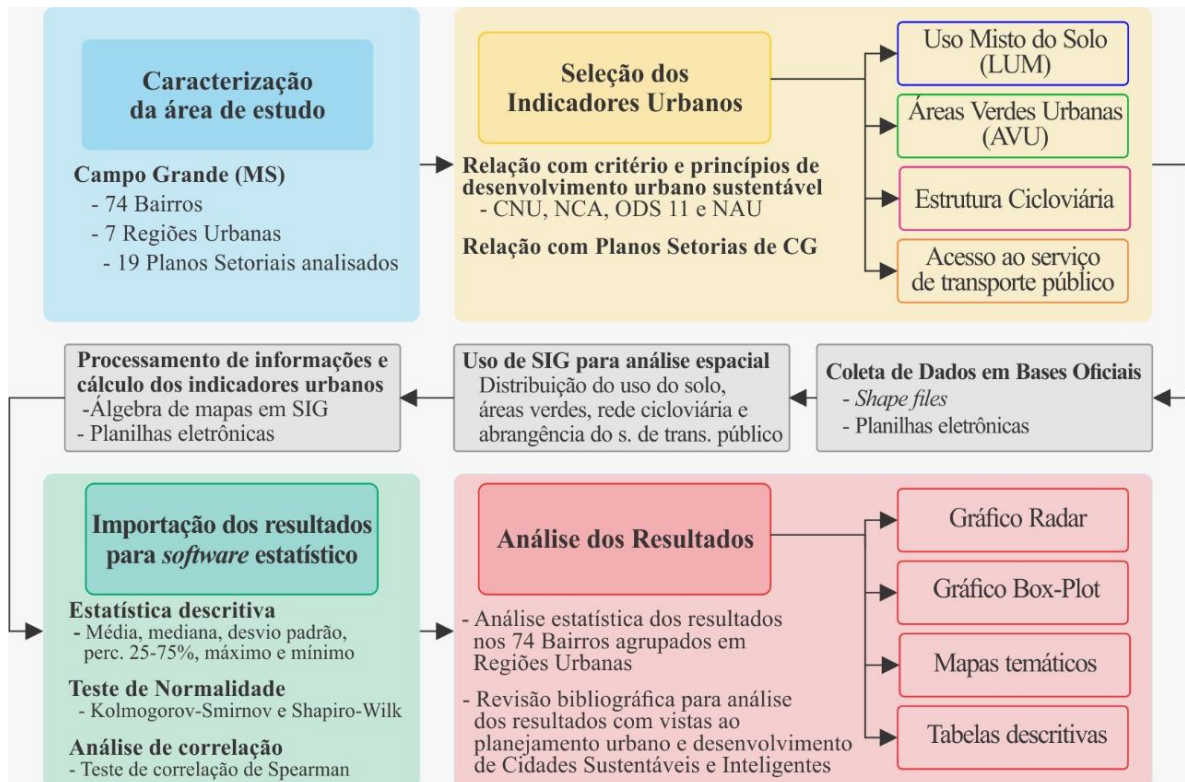 Caracterização
da área de estudo
Campo Grande (MS)
- 74 Bairros
- 7 Regiões Urbanas
- 19 Planos Setoriais analisados
Seleção dos
Indicadores Urbanos
Relação com critério e princípios de
desenvolvimento urbano sustentável
- CNU, NCA, ODS 11 e NAU
Relação com Planos Setorias de CG
Uso Misto do Solo
(LUM)
Áreas Verdes Urbanas
(AVU)
Estrutura Cicloviária
Acesso ao serviço
de transporte público
Coleta de Dados em Bases Oficiais
- Shape files
- Planilhas eletrônicas
Uso de SIG para análise espacial
Distribuição do uso do solo,
áreas verdes, rede cicloviária e
abrangência do s. de trans. público
Processamento de informações e
cálculo dos indicadores urbanos
-Álgebra de mapas em SIG
- Planilhas eletrônicas
Importação dos resultados
para software estatístico
Estatística descritiva
- Média, mediana, desvio padrão,
perc. 25-75%, máximo e mínimo
Teste de Normalidade
- Kolmogorov-Smirnov e Shapiro-Wilk
Análise de correlação
- Teste de correlação de Spearman
Análise dos Resultados
- Análise estatística dos resultados
nos 74 Bairros agrupados em
Regiões Urbanas
- Revisão bibliográfica para análise
dos resultados com vistas ao
planejamento urbano e desenvolvimento
de Cidades Sustentáveis e Inteligentes
Gráfico Radar
Gráfico Box-Plot
Mapas temáticos
Tabelas descritivas